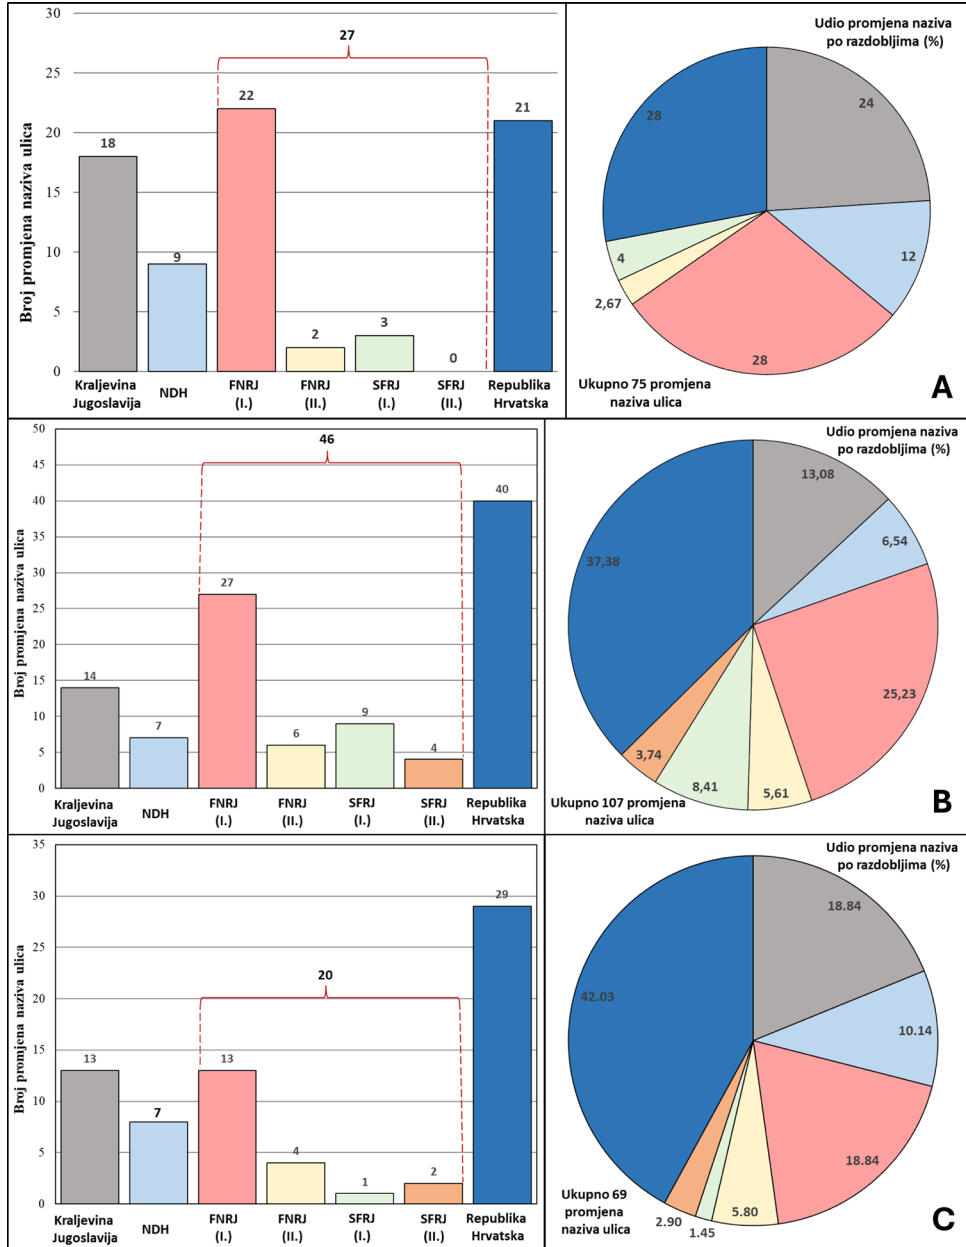 30
25
20
15
10
5
0
Broj promjena naziva ulica
27
18
9
22
2
3
0
21
Kraljevina
Jugoslavija
NDH
FNRJ
(I.)
FNRJ
(II.)
SFRJ
(I.)
SFRJ
(II.)
Republika
Hrvatska
Udio promjena naziva
po razdobljima (%)
28
24
12
4
2,67
28
Ukupno 75 promjena
naziva ulica
A
50
45
40
35
30
25
20
15
10
5
0
Broj promjena naziva ulica
46
14
7
27
6
9
4
40
Kraljevina
Jugoslavija
NDH
FNRJ
(I.)
FNRJ
(II.)
SFRJ
(I.)
SFRJ
(II.)
Republika
Hrvatska
Udio promjena naziva
po razdobljima (%)
13,08
6,54
37,38
25,23
3,74
8,41
5,61
Ukupno 107 promjena
naziva ulica
B
35
30
25
20
15
10
5
0
Broj promjena naziva ulica
20
13
7
13
4
1
2
29
Kraljevina
Jugoslavija
NDH
FNRJ
(I.)
FNRJ
(II.)
SFRJ
(I.)
SFRJ
(II.)
Republika
Hrvatska
Udio promjena naziva
po razdobljima (%)
18.84
42.03
10.14
18.84
5.80
1.45
2.90
Ukupno 69
promjena
naziva ulica
C